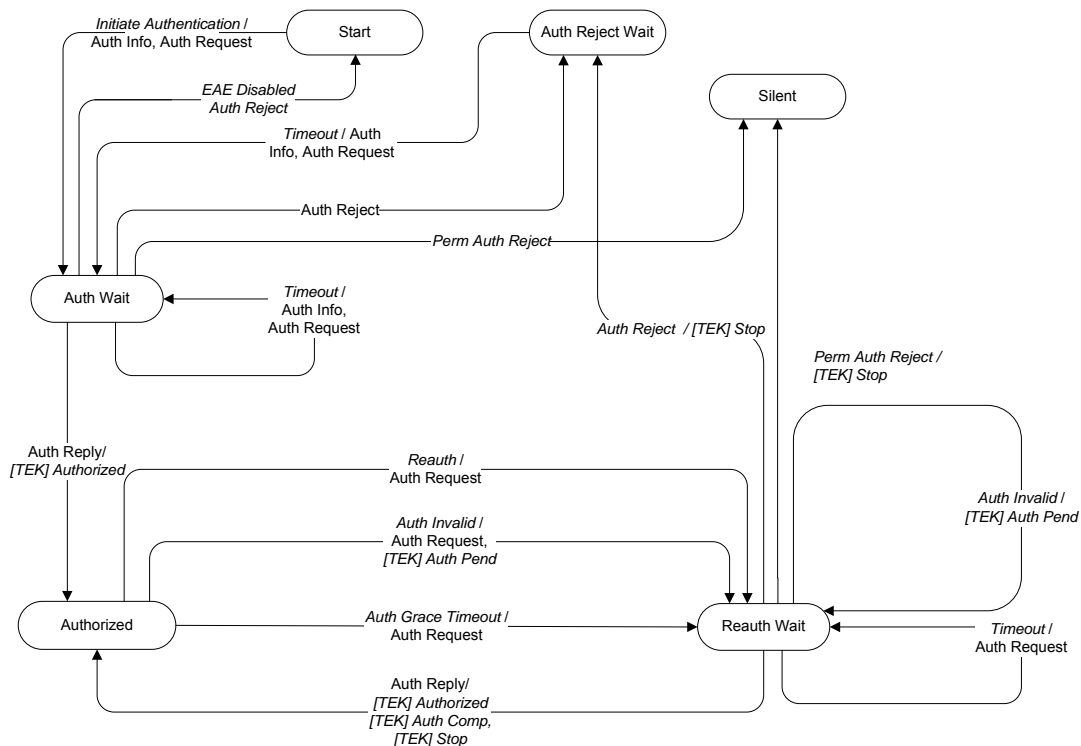 Initiate Authentication /
Auth Info, Auth Request
Start
Auth Reject Wait
EAE Disabled
Auth Reject
Silent
Timeout / Auth
Info, Auth Request
Auth Reject
Perm Auth Reject
Auth Wait
Timeout /
Auth Info,
Auth Request
Auth Reject / [TEK] Stop
Perm Auth Reject /
[TEK] Stop
Auth Reply/
[TEK] Authorized
Reauth /
Auth Request
Auth Invalid /
[TEK] Auth Pend
Auth Invalid /
Auth Request,
[TEK] Auth Pend
Authorized
Auth Grace Timeout /
Auth Request
Reauth Wait
Timeout /
Auth Request
Auth Reply/
[TEK] Authorized
[TEK] Auth Comp,
[TEK] Stop